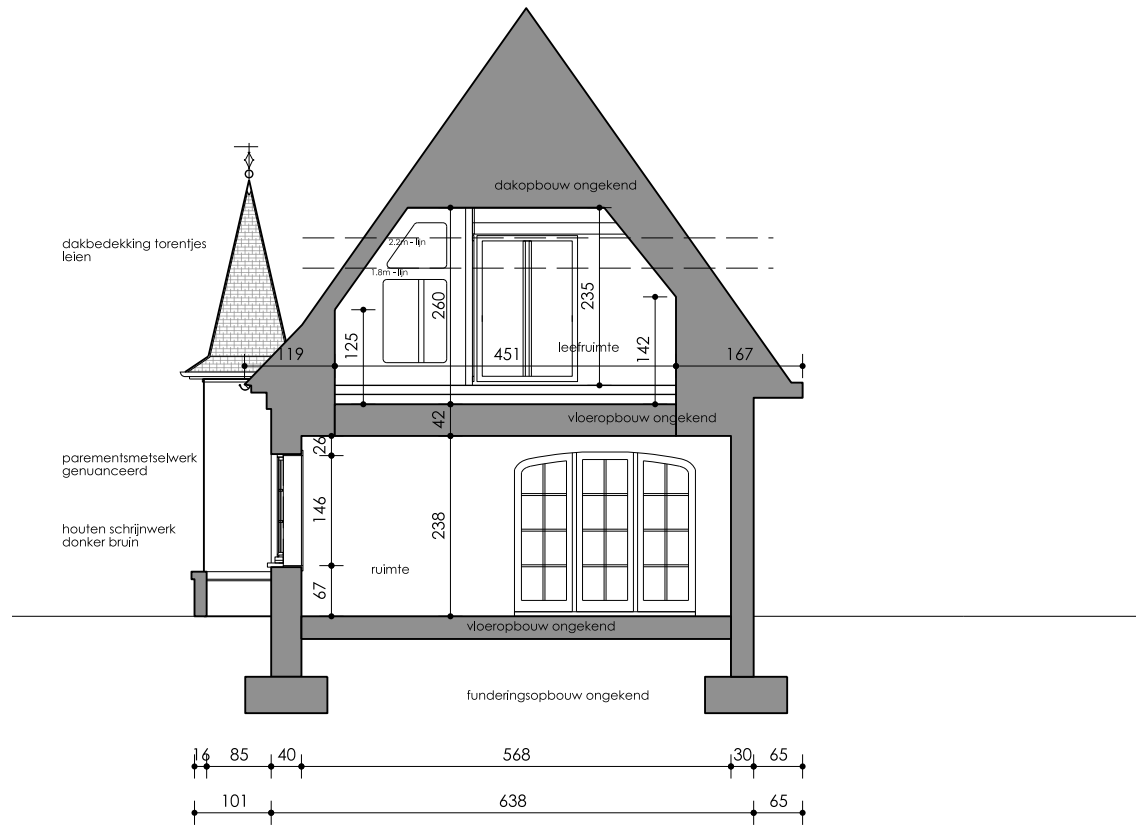 dakopbouw ongekend
dakbedekking torentjes
leien
2.2m - lijn
1.8m - lijn
260
235
125
142
leefruimte
119
451
167
42
vloeropbouw ongekend
26
parementsmetselwerk
genuanceerd
146
238
houten schrijnwerk
donker bruin
ruimte
67
vloeropbouw ongekend
funderingsopbouw ongekend
16 85 40 568 30 65
101 638 65